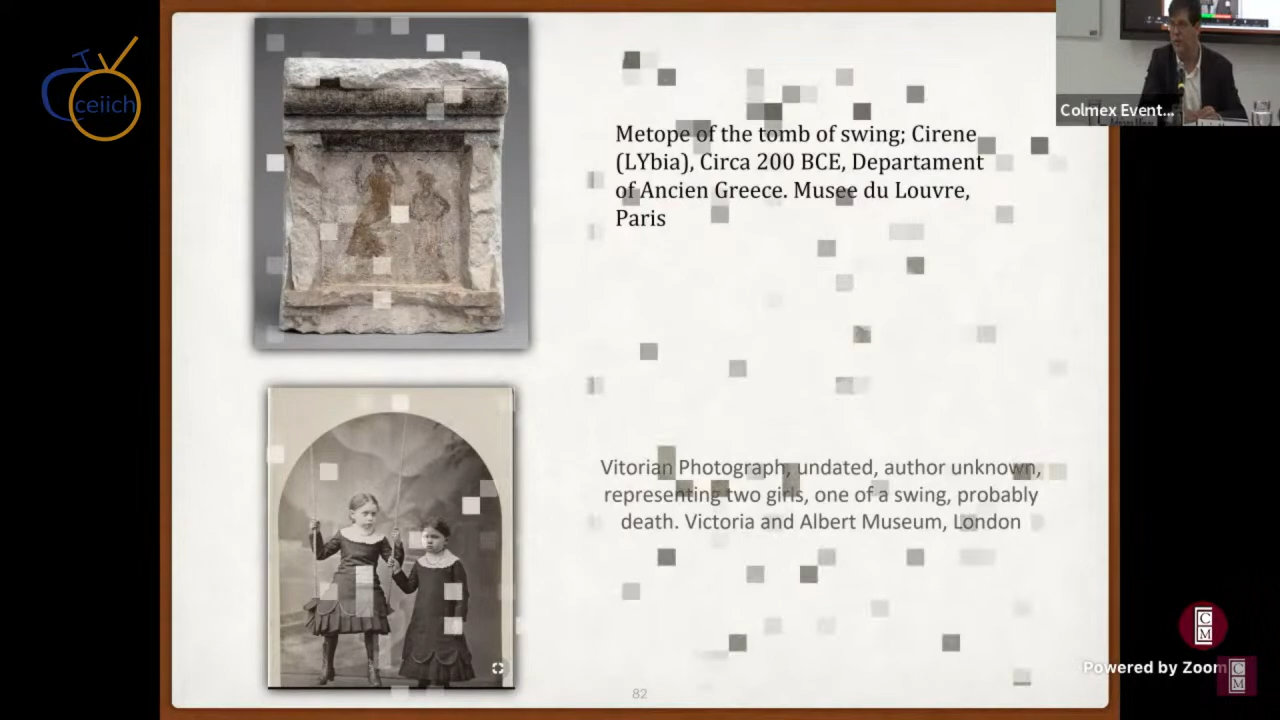 ceiich
Metope of the tomb of swing; Cirene
(LYbia), Circa 200 BCE, Departament
of Ancien Greece. Musee du Louvre,
Paris
Colmex Event...
Vitorian Photograph, undated, author unknown,
representing two girls, one of a swing, probably
death. Victoria and Albert Museum, London
82
C
M
Powered by Zoom
C
M